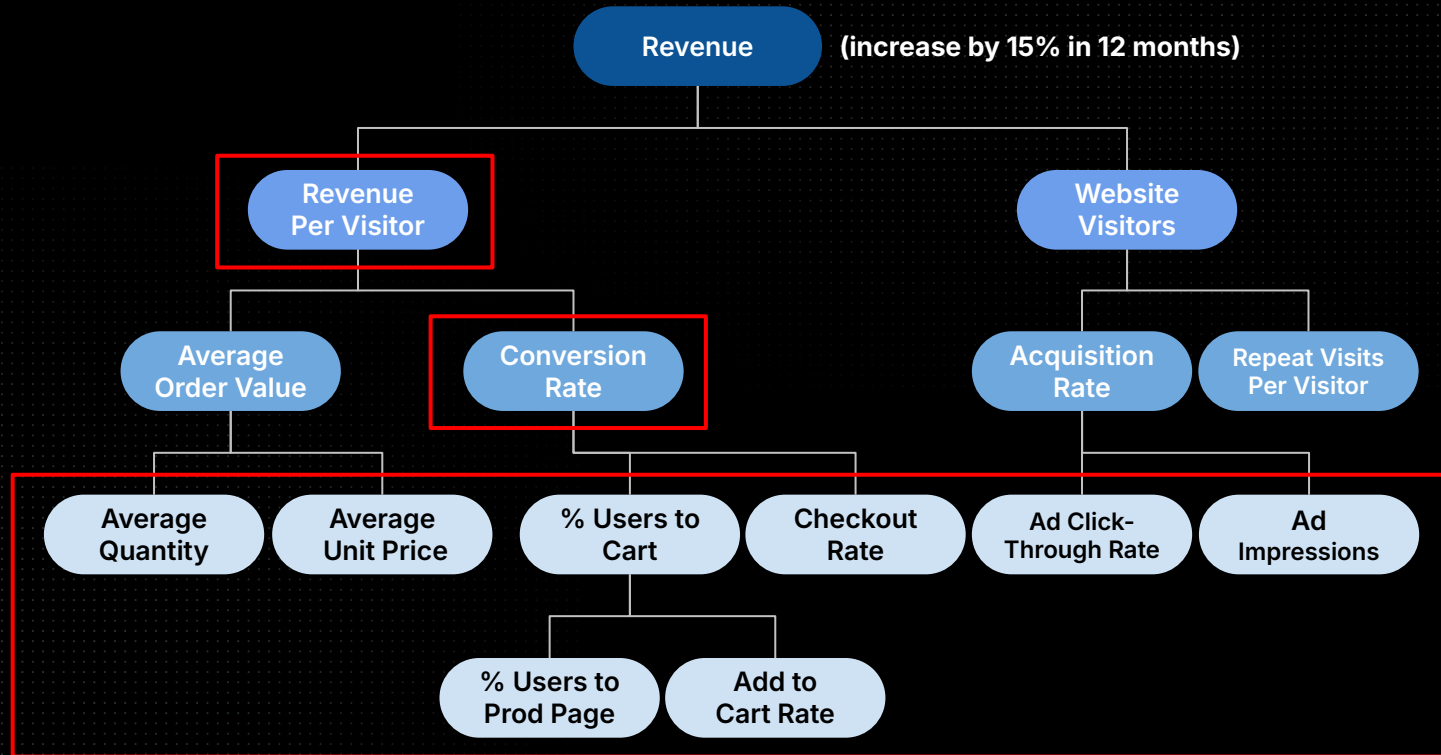 Revenue
(increase by 15% in 12 months)
Revenue
Per Visitor
Website
Visitors
Average
Order Value
Conversion
Rate
Acquisition
Rate
Repeat Visits
Per Visitor
Average
Quantity
Average
Unit Price
% Users to
Cart
Checkout
Rate
Ad Click-
Through Rate
Ad
Impressions
% Users to
Prod Page
Add to
Cart Rate